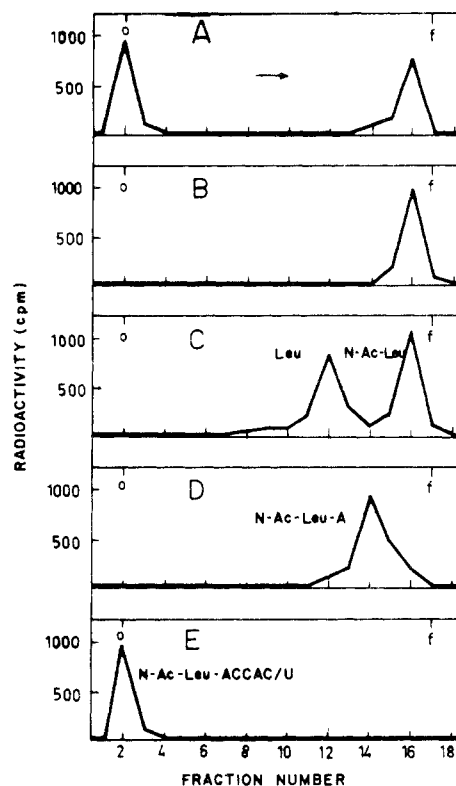 1000
500
o
A
f
1000
500
o
B
f
1000
500
o
C
f
Leu
N-Ac-Leu
1000
500
D
N-Ac-Leu-A
1000
500
o
E
f
N-Ac-Leu-ACCAC/U
2 4 6 8 10 12 14 16 18
FRACTION NUMBER
RADIOACTIVITY (cpm)